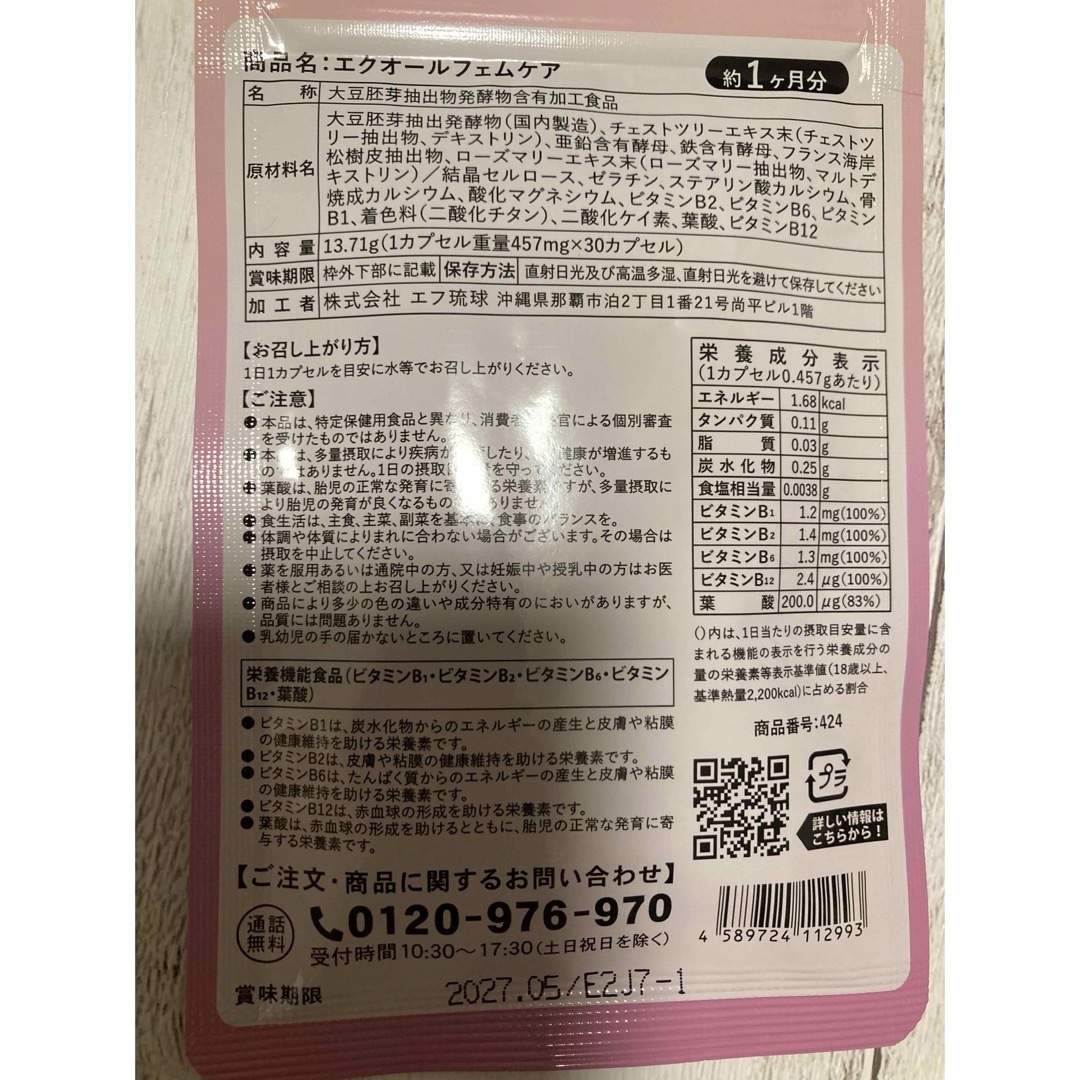 商品名:エクオールフェムケア
約1ヶ月分
名 称 大豆胚芽抽出物発酵物含有加工食品
原材料名
大豆胚芽抽出発酵物(国内製造)、チェストツリーエキス末(チェストツ
リー抽出物、デキストリン)、亜鉛含有酵母、鉄含有酵母、フランス海岸
松樹皮抽出物、ローズマリーエキス末(ローズマリー抽出物、マルトデ
キストリン)/結晶セルロース、ゼラチン、ステアリン酸カルシウム、骨
焼成カルシウム、酸化マグネシウム、ビタミンB2、ビタミンB6、ビタミン
B1、着色料(二酸化チタン)、二酸化ケイ素、葉酸、ビタミンB12
内 容 量 13.71g(1カプセル重量457mg×30カプセル)
賞味期限 枠外下部に記載 保存方法 直射日光及び高温多湿、直射日光を避けて保存してください
加 工 者 株式会社 エフ琉球 沖縄県那覇市泊2丁目1番21号尚平ビル1階
【お召し上がり方】
1日1カプセルを目安に水等でお召し上がりください。
【ご注意】
●本品は、特定保健用食品と異なり、消費者 官による個別審査
を受けたものではありません。
●本 は、多量摂取により疾病が したり、 健康が増進するも
のではありません。1日の摂取 を守ってください。
●葉酸は、胎児の正常な発育に寄 る栄養素ですが、多量摂取に
より胎児の発育が良くなるもの ありません。
●食生活は、主食、主菜、副菜を基本に、食事のバランスを。
●体調や体質によりまれに合わない場合がございます。その場合は
摂取を中止してください。
●薬を服用あるいは通院中の方、又は妊娠中や授乳中の方はお医
者様とご相談の上お召し上がりください。
●商品により多少の色の違いや成分特有のにおいがありますが、
品質には問題ありません。
●乳幼児の手の届かないところに置いてください。
栄養機能食品(ビタミンB1・ビタミンB2・ビタミンB6・ビタミン
B12・葉酸)
●ビタミンB1は、炭水化物からのエネルギーの産生と皮膚や粘膜
の健康維持を助ける栄養素です。
●ビタミンB2は、皮膚や粘膜の健康維持を助ける栄養素です。
●ビタミンB6は、たんぱく質からのエネルギーの産生と皮膚や粘膜
の健康維持を助ける栄養素です。
●ビタミンB12は、赤血球の形成を助ける栄養素です。
●葉酸は、赤血球の形成を助けるとともに、胎児の正常な発育に寄
与する栄養素です。
栄養成分表示
(1カプセル0.457gあたり)
エネルギー 1.68 kcal
タンパク質 0.11 g
脂 質 0.03 g
炭水化物 0.25 g
食塩相当量 0.0038 g
ビタミンB1 1.2 mg(100%)
ビタミンB2 1.4 mg(100%)
ビタミンB6 1.3 mg(100%)
ビタミンB12 2.4 μg(100%)
葉 酸 200.0 μg(83%)
()内は、1日当たりの摂取目安量に含
まれる機能の表示を行う栄養成分の
量の栄養素等表示基準値(18歳以上、
基準熱量2,200kcal)に占める割合
商品番号:424
プラ
詳しい情報は
こちらから!
【ご注文・商品に関するお問い合わせ】
通話
無料
0120-976-970
受付時間10:30〜17:30(土日祝日を除く)
4 589724 112993
賞味期限 2027.05/E2J7-1